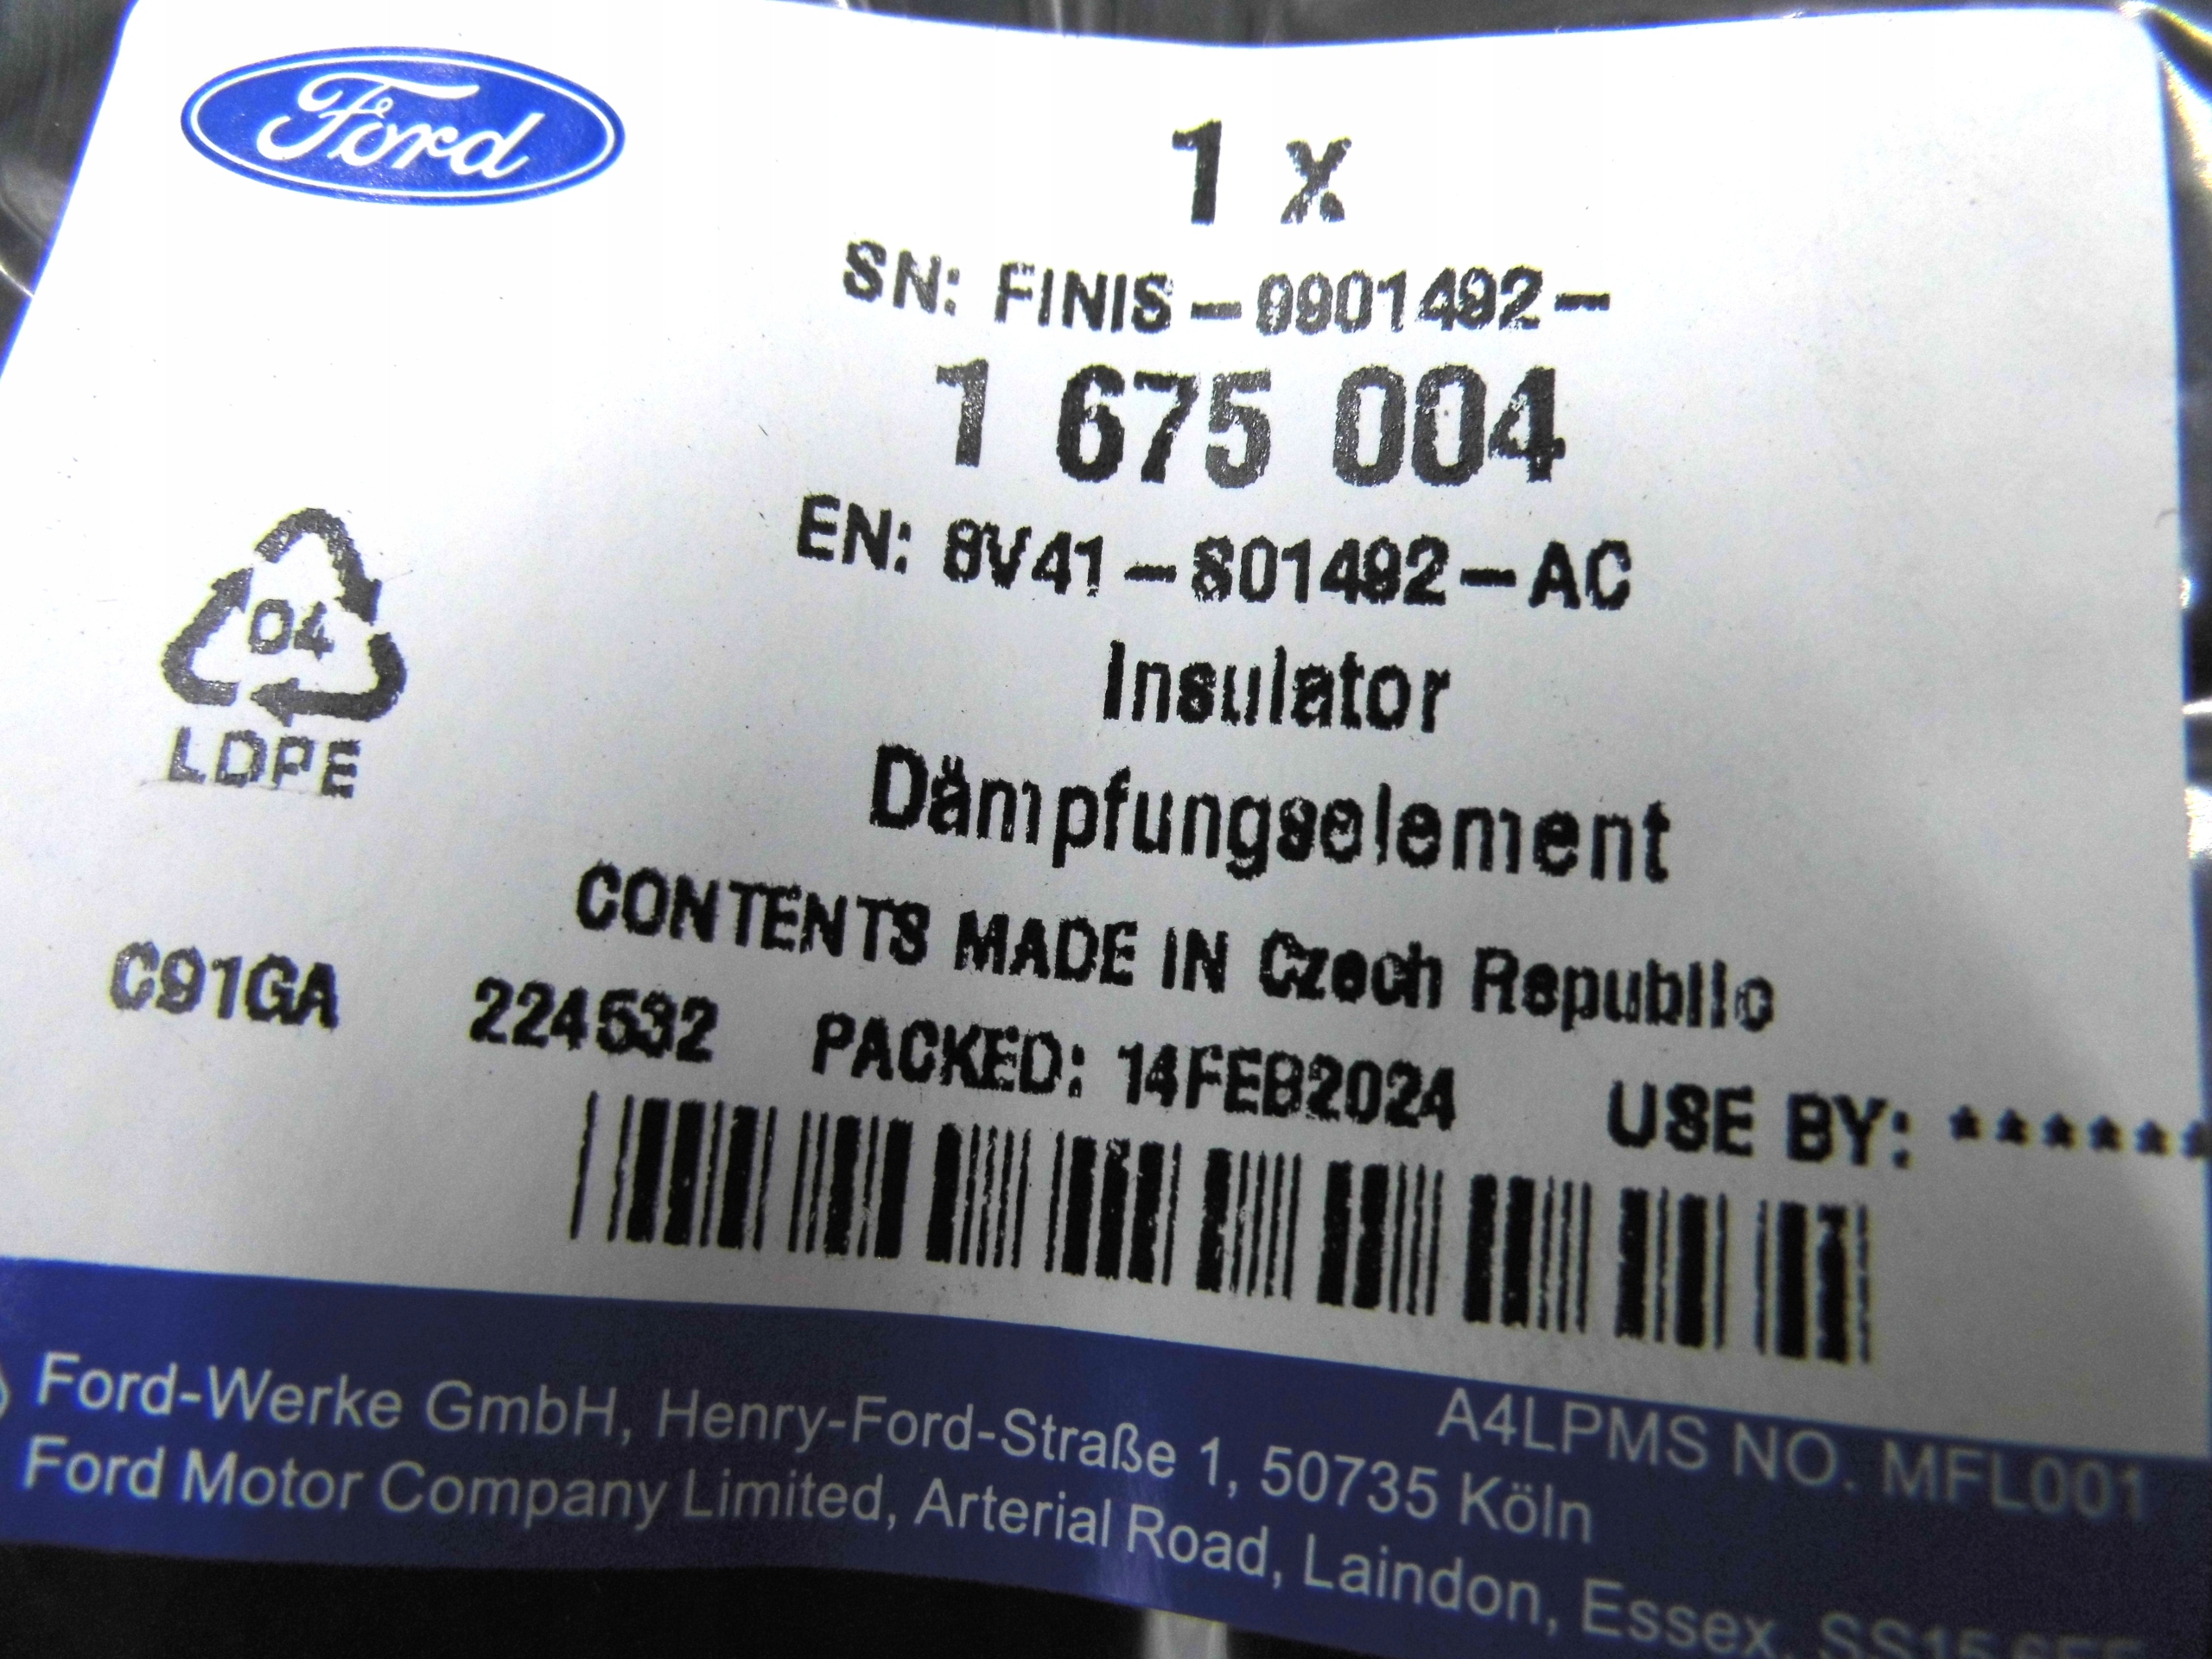 Ford
1 x
SN: FINIS-9901492-
1 675 004
EN: 8V41-S01492-AC
04
LDPE
Insulator
Dämpfungselement
CONTENTS MADE IN Czech Republic
C91GA 224532 PACKED: 14FEB2024 USE BY: ******
A4LPMS NO. MFL001
Ford-Werke GmbH, Henry-Ford-Straße 1, 50735 Köln
Ford Motor Company Limited, Arterial Road, Laindon, Essex,